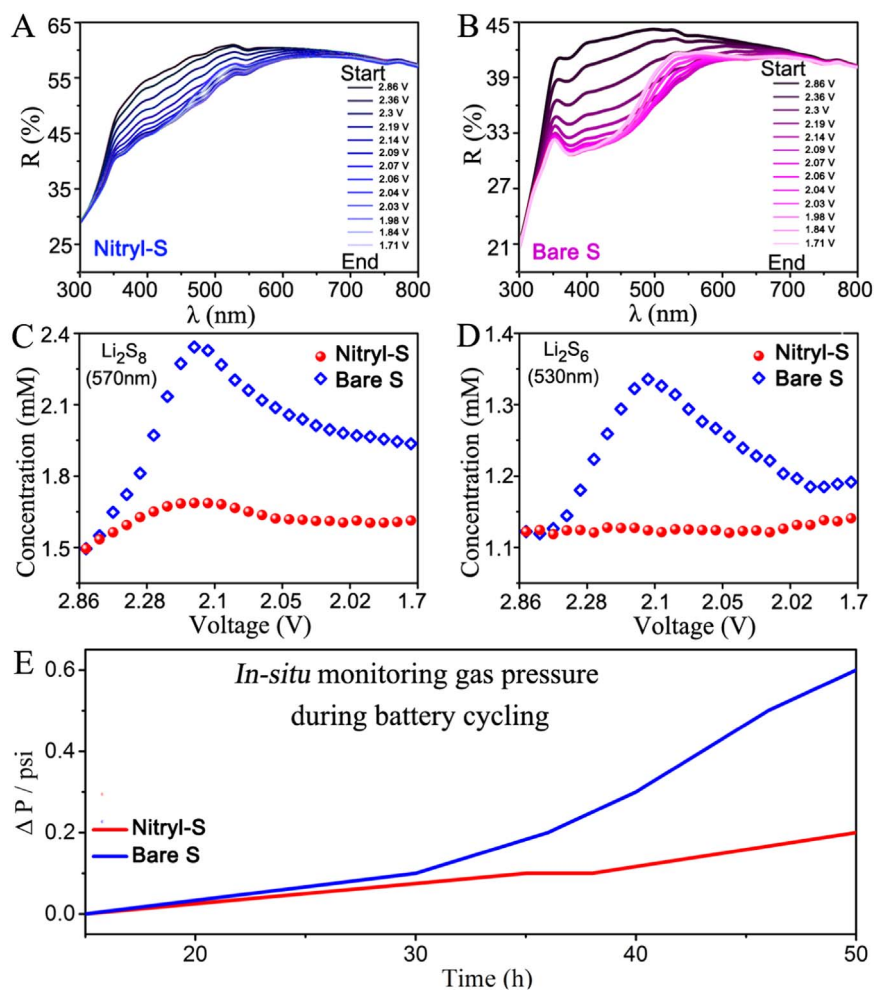 A
65
55
45
35
25
R (%)
Start
2.86 V
2.36 V
2.3 V
2.19 V
2.14 V
2.09 V
2.07 V
2.06 V
2.04 V
2.03 V
1.98 V
1.84 V
1.71 V
End
Nitryl-S
300 400 500 600 700 800
λ (nm)
B
45
39
33
27
21
R (%)
Start
2.86 V
2.36 V
2.3 V
2.19 V
2.14 V
2.09 V
2.07 V
2.06 V
2.04 V
2.03 V
1.98 V
1.84 V
1.71 V
End
Bare S
300 400 500 600 700 800
λ (nm)
C
2.4
2.1
1.8
1.5
Concentration (mM)
Li₂S₈
(570nm)
Nitryl-S
Bare S
2.86 2.28 2.1 2.05 2.02 1.7
Voltage (V)
D
1.4
1.3
1.2
1.1
Concentration (mM)
Li₂S₆
(530nm)
Nitryl-S
Bare S
2.86 2.28 2.1 2.05 2.02 1.7
Voltage (V)
E
0.6
0.4
0.2
0.0
Δ P / psi
In-situ monitoring gas pressure
during battery cycling
Nitryl-S
Bare S
20 30 40 50
Time (h)